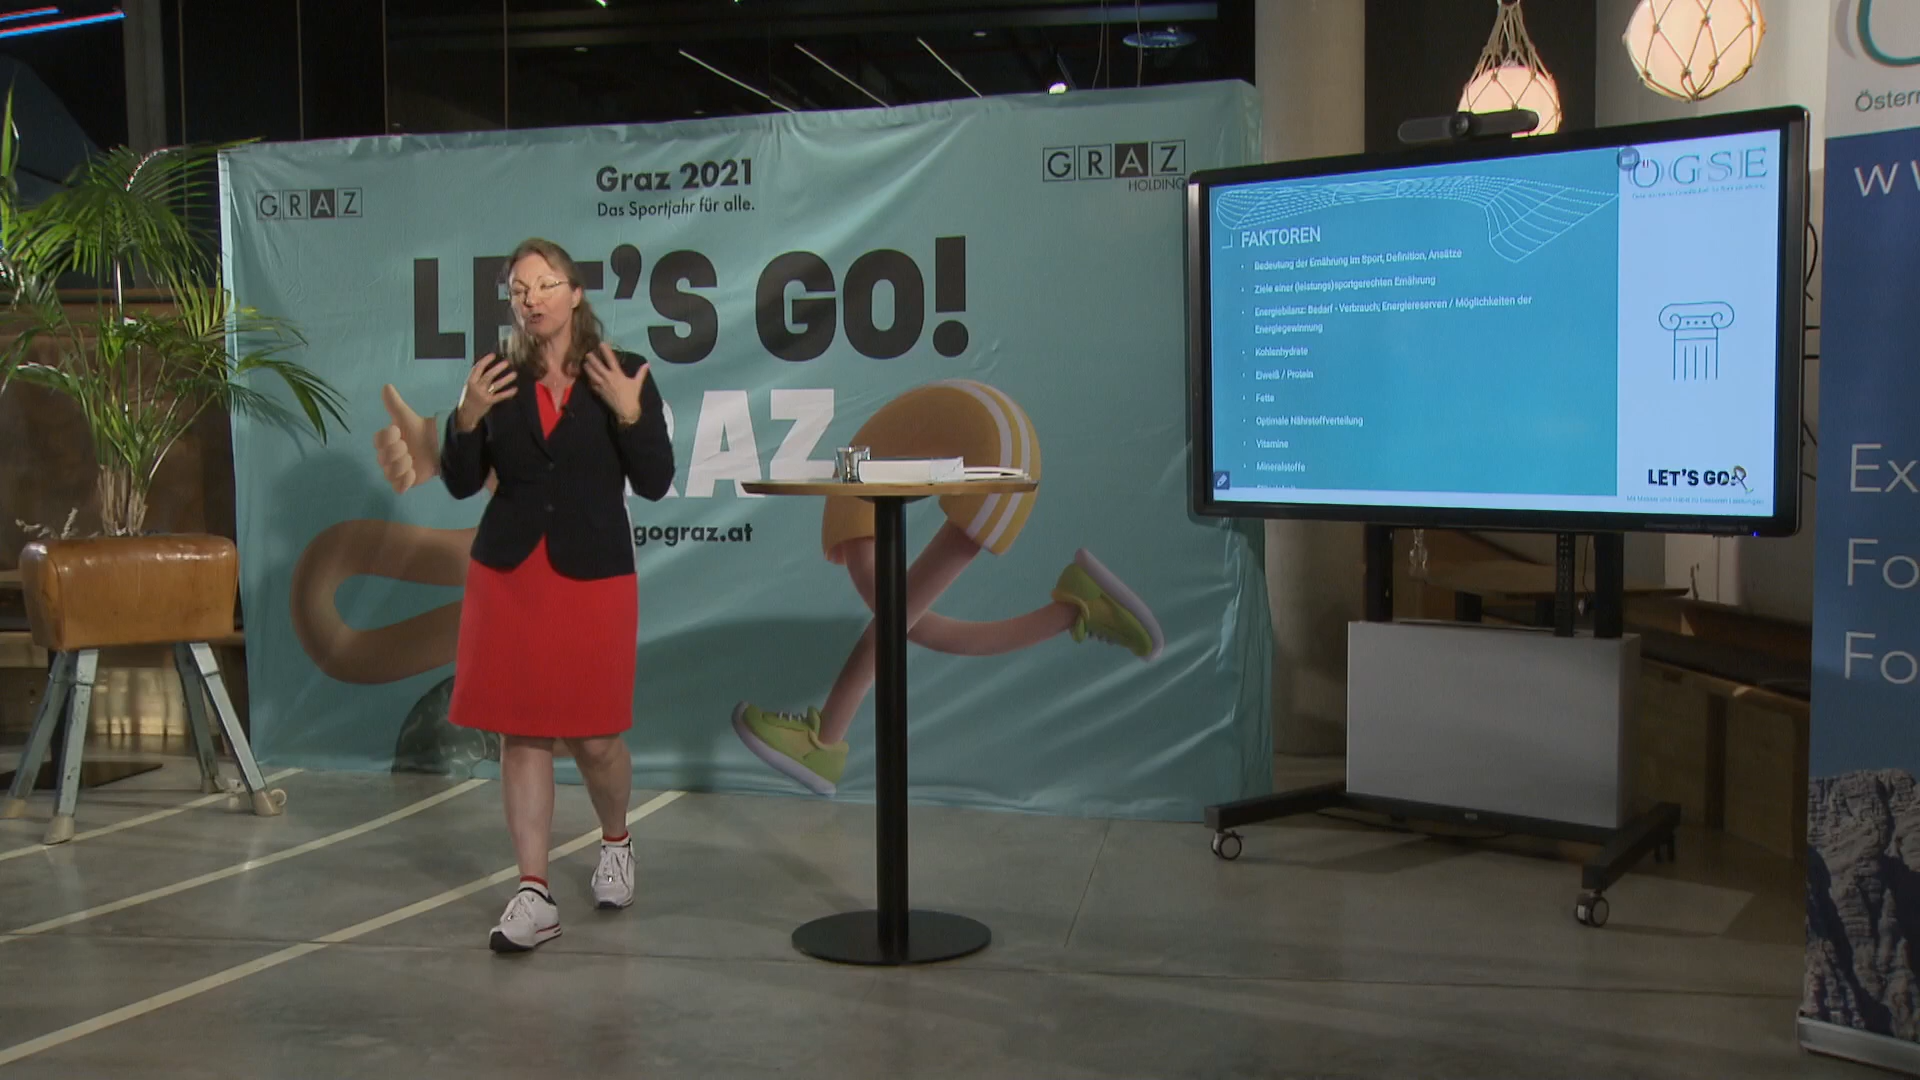 GRAZ
Graz 2021
Das Sportjahr für alle.
GRAZ
HOLDING
LET'S GO!
RAZ
gograz.at
ÖGSE
FAKTOREN
Bedeutung der Ernährung im Sport, Definition, Ansätze
Ziele einer (leistungs)sportgerechten Ernährung
Energiebilanz: Bedarf - Verbrauch; Energiereserven / Möglichkeiten der
Energiegewinnung
Kohlenhydrate
Eiweiß / Protein
Fette
Optimale Nährstoffverteilung
Vitamine
Mineralstoffe
LET'S GO!
Österr
Ex
Fo
Fo